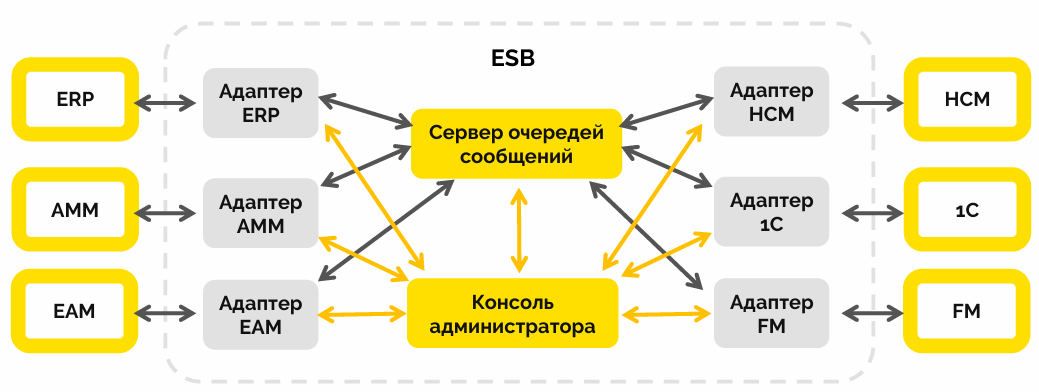 ESB
ERP
Адаптер
ERP
Сервер очередей
сообщений
Адаптер
HCM
HCM
AMM
Адаптер
AMM
Адаптер
1C
1C
EAM
Адаптер
EAM
Консоль
администратора
Адаптер
FM
FM